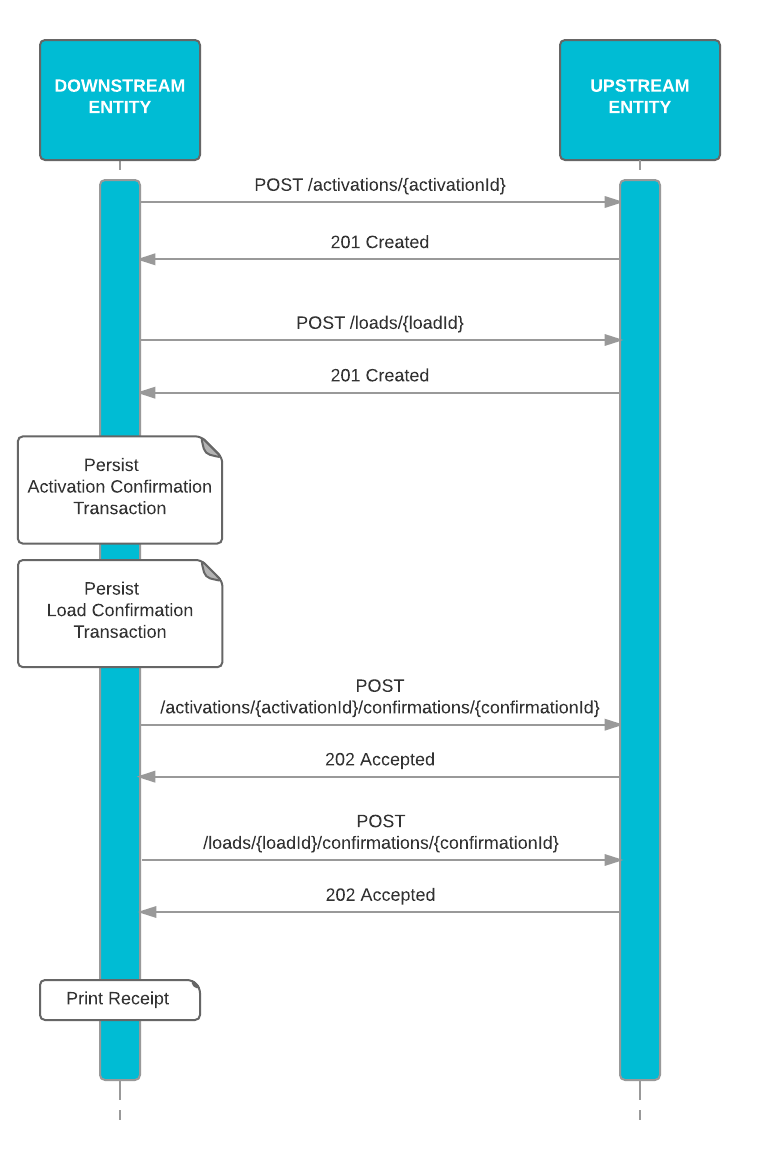 DOWNSTREAM
ENTITY
UPSTREAM
ENTITY
POST /activations/{activationId}
201 Created
POST /loads/{loadId}
201 Created
Persist
Activation Confirmation
Transaction
Persist
Load Confirmation
Transaction
POST
/activations/{activationId}/confirmations/{confirmationId}
202 Accepted
POST
/loads/{loadId}/confirmations/{confirmationId}
202 Accepted
Print Receipt